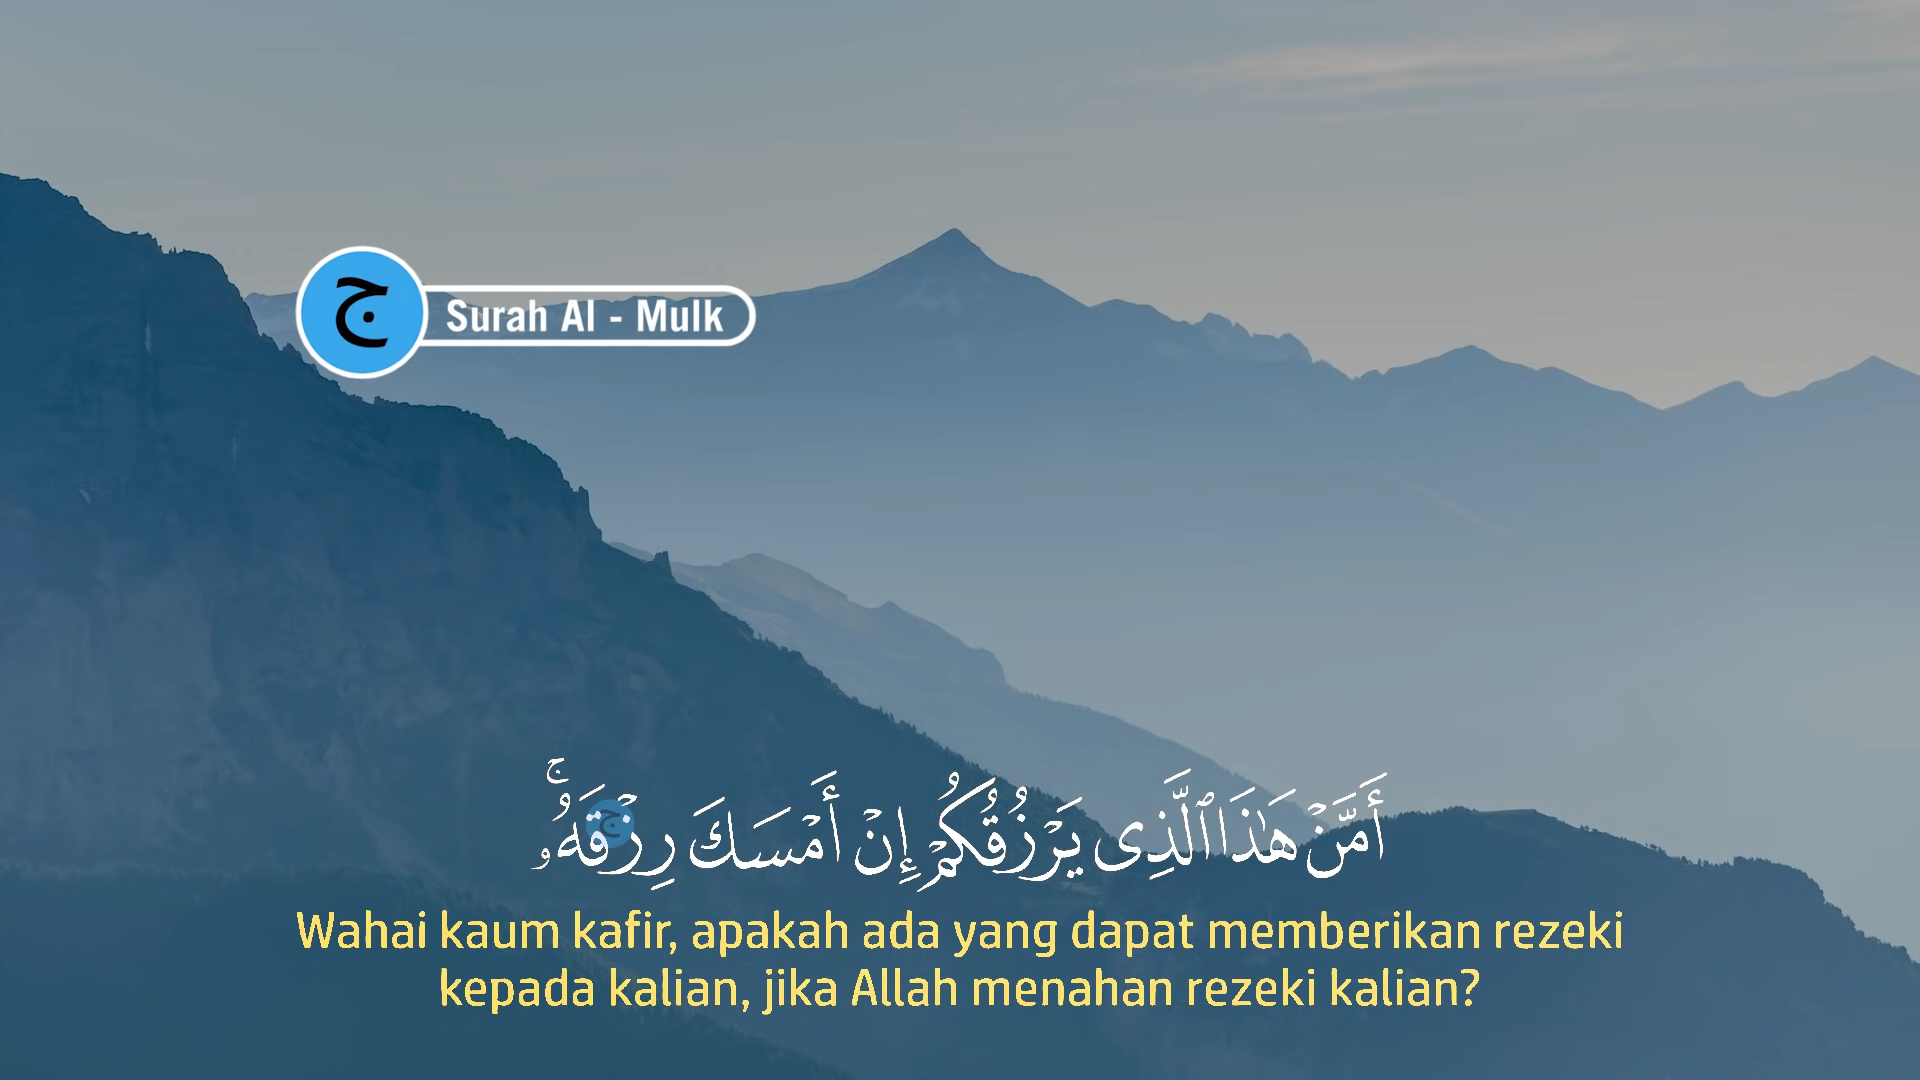 ج
Surah Al - Mulk
أَمَّنۡ هَٰذَا ٱلَّذِى يَرۡزُقُكُمۡ إِنۡ أَمۡسَكَ رِزۡقَهُۥ ۚ
ج
Wahai kaum kafir, apakah ada yang dapat memberikan rezeki
kepada kalian, jika Allah menahan rezeki kalian?